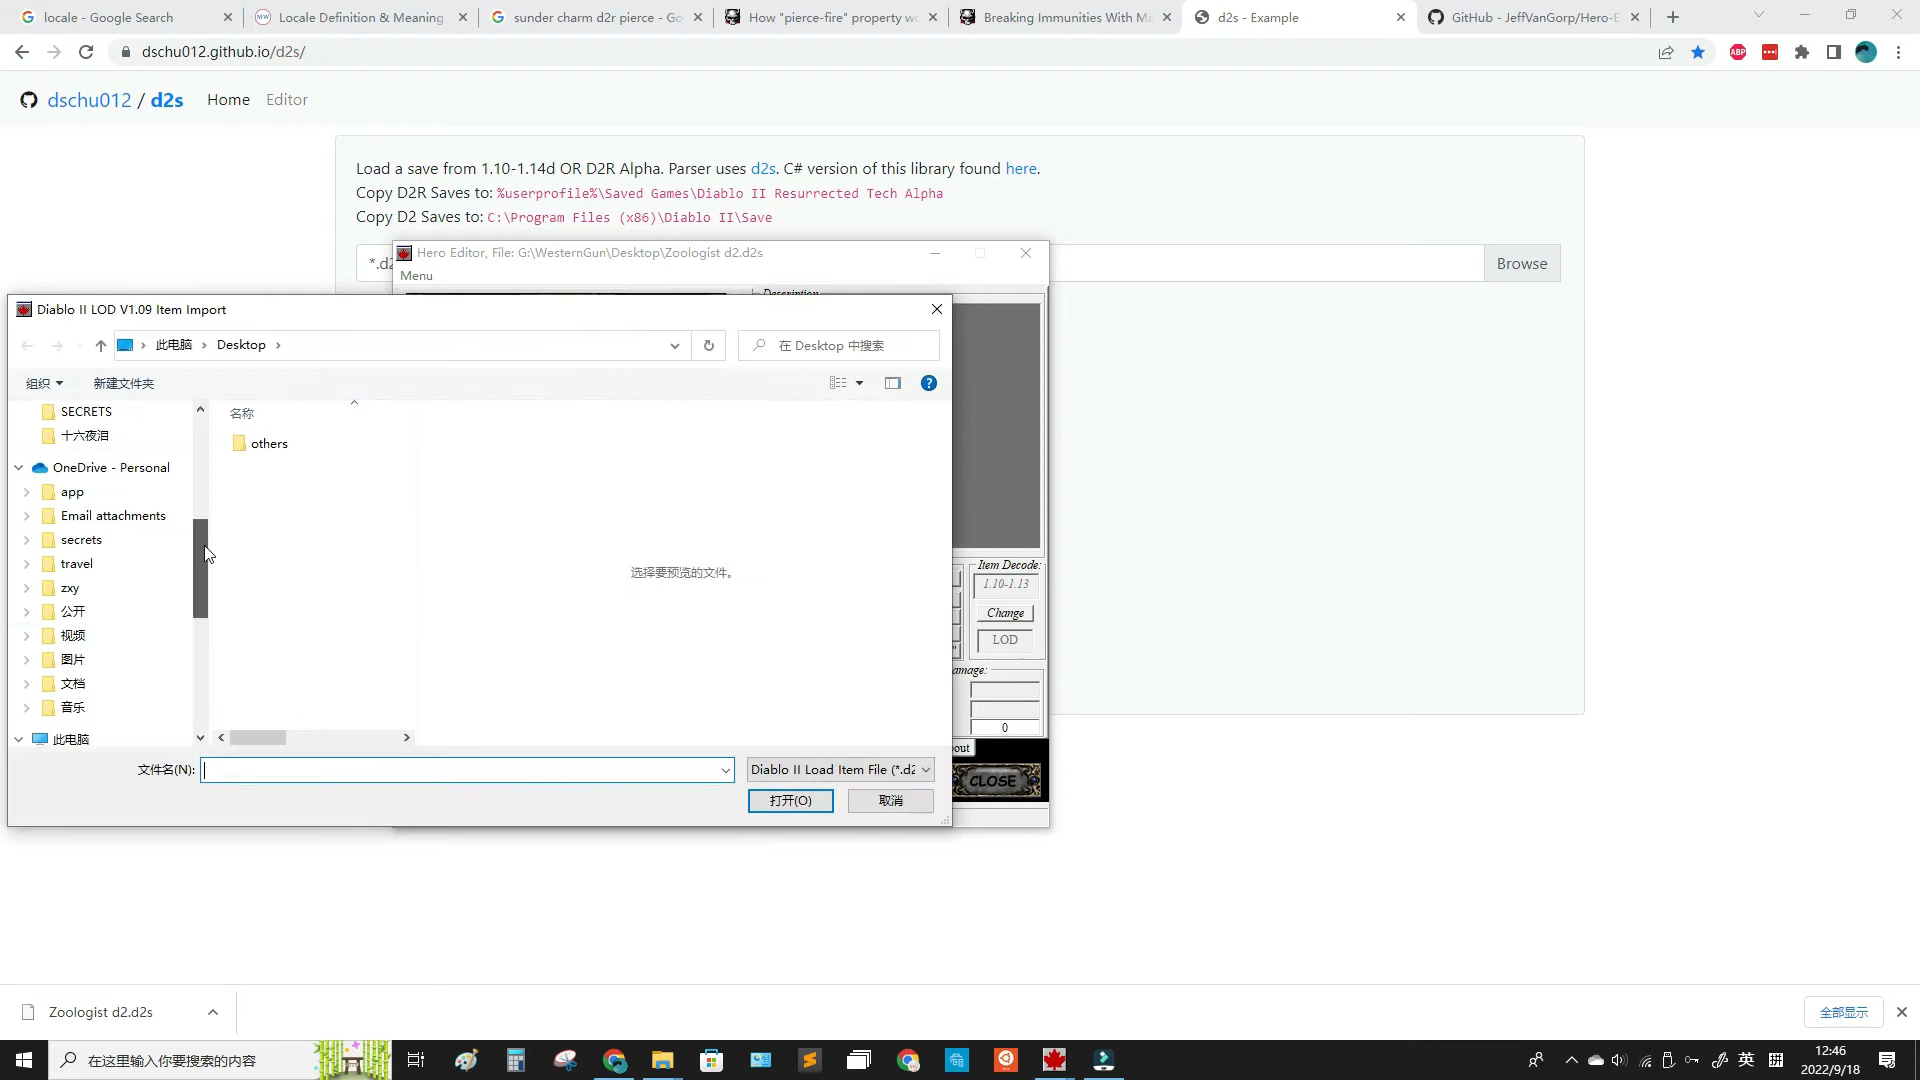 locale - Google Search
Locale Definition & Meaning
sunder charm d2r pierce - Go
How "pierce-fire" property wo
Breaking Immunities With Ma
d2s - Example
GitHub - JeffVanGorp/Hero-E
dschu012.github.io/d2s/
ABP
dschu012 / d2s Home Editor
Load a save from 1.10-1.14d OR D2R Alpha. Parser uses d2s. C# version of this library found here.
Copy D2R Saves to: %userprofile%\Saved Games\Diablo II Resurrected Tech Alpha
Copy D2 Saves to: C:\Program Files (x86)\Diablo II\Save
*.d2
Browse
Hero Editor, File: G:\WesternGun\Desktop\Zoologist d2.d2s
Menu
Description
Diablo II LOD V1.09 Item Import
此电脑 Desktop
在 Desktop 中搜索
组织 新建文件夹
名称
others
SECRETS
十六夜泪
OneDrive - Personal
app
Email attachments
secrets
travel
zxy
公开
视频
图片
文档
音乐
此电脑
选择要预览的文件。
Item Decode:
1.10-1.13
Change
LOD
amage:
0
out
CLOSE
文件名(N):
Diablo II Load Item File (*.d2
打开(O)
取消
Zoologist d2.d2s
全部显示
在这里输入你要搜索的内容
英
12:46
2022/9/18